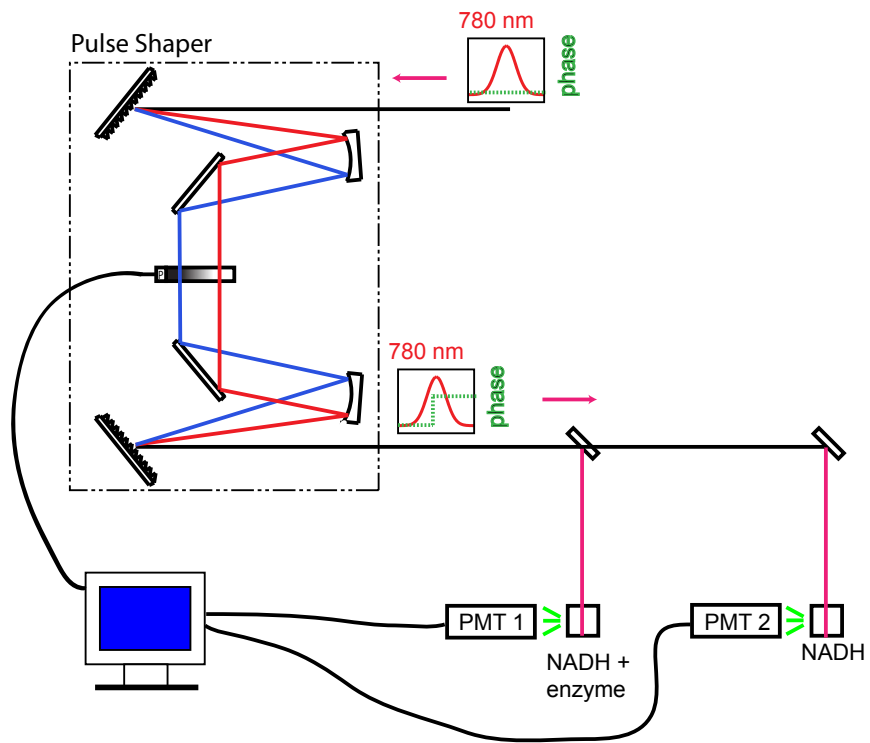 780 nm
Pulse Shaper
phase
P
780 nm
phase
PMT 1
PMT 2
NADH +
enzyme
NADH